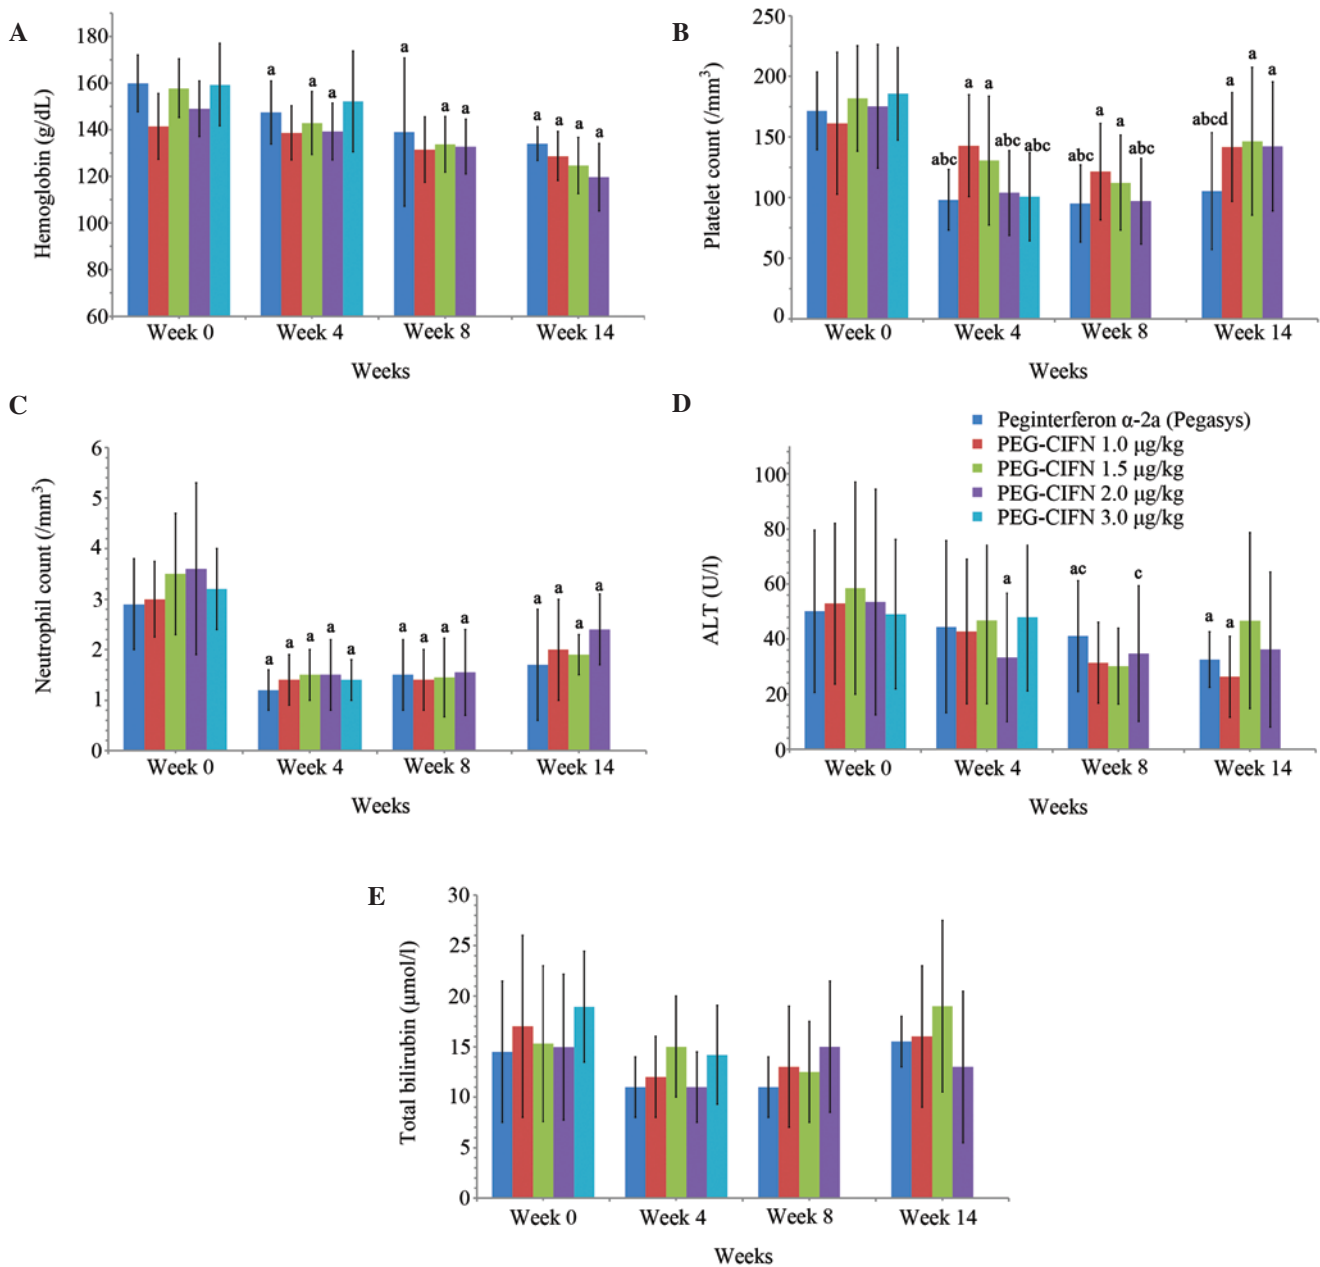 A
Hemoglobin (g/dL)
180
160
140
120
100
80
60
a
a
a
a
a
a
a
a
a
a
a
Week 0
Week 4
Week 8
Week 14
Weeks
B
Platelet count (/mm³)
250
200
150
100
50
0
abc
a
a
abc
abc
abc
a
a
abc
abcd
a
a
a
Week 0
Week 4
Week 8
Week 14
Weeks
C
Neutrophil count (/mm³)
6
5
4
3
2
1
0
a
a
a
a
a
a
a
a
a
a
a
a
a
Week 0
Week 4
Week 8
Week 14
Weeks
D
Peginterferon α-2a (Pegasys)
PEG-CIFN 1.0 µg/kg
PEG-CIFN 1.5 µg/kg
PEG-CIFN 2.0 µg/kg
PEG-CIFN 3.0 µg/kg
ALT (U/l)
100
80
60
40
20
0
a
ac
c
a
a
Week 0
Week 4
Week 8
Week 14
Weeks
E
Total bilirubin (µmol/l)
30
25
20
15
10
5
0
Week 0
Week 4
Week 8
Week 14
Weeks